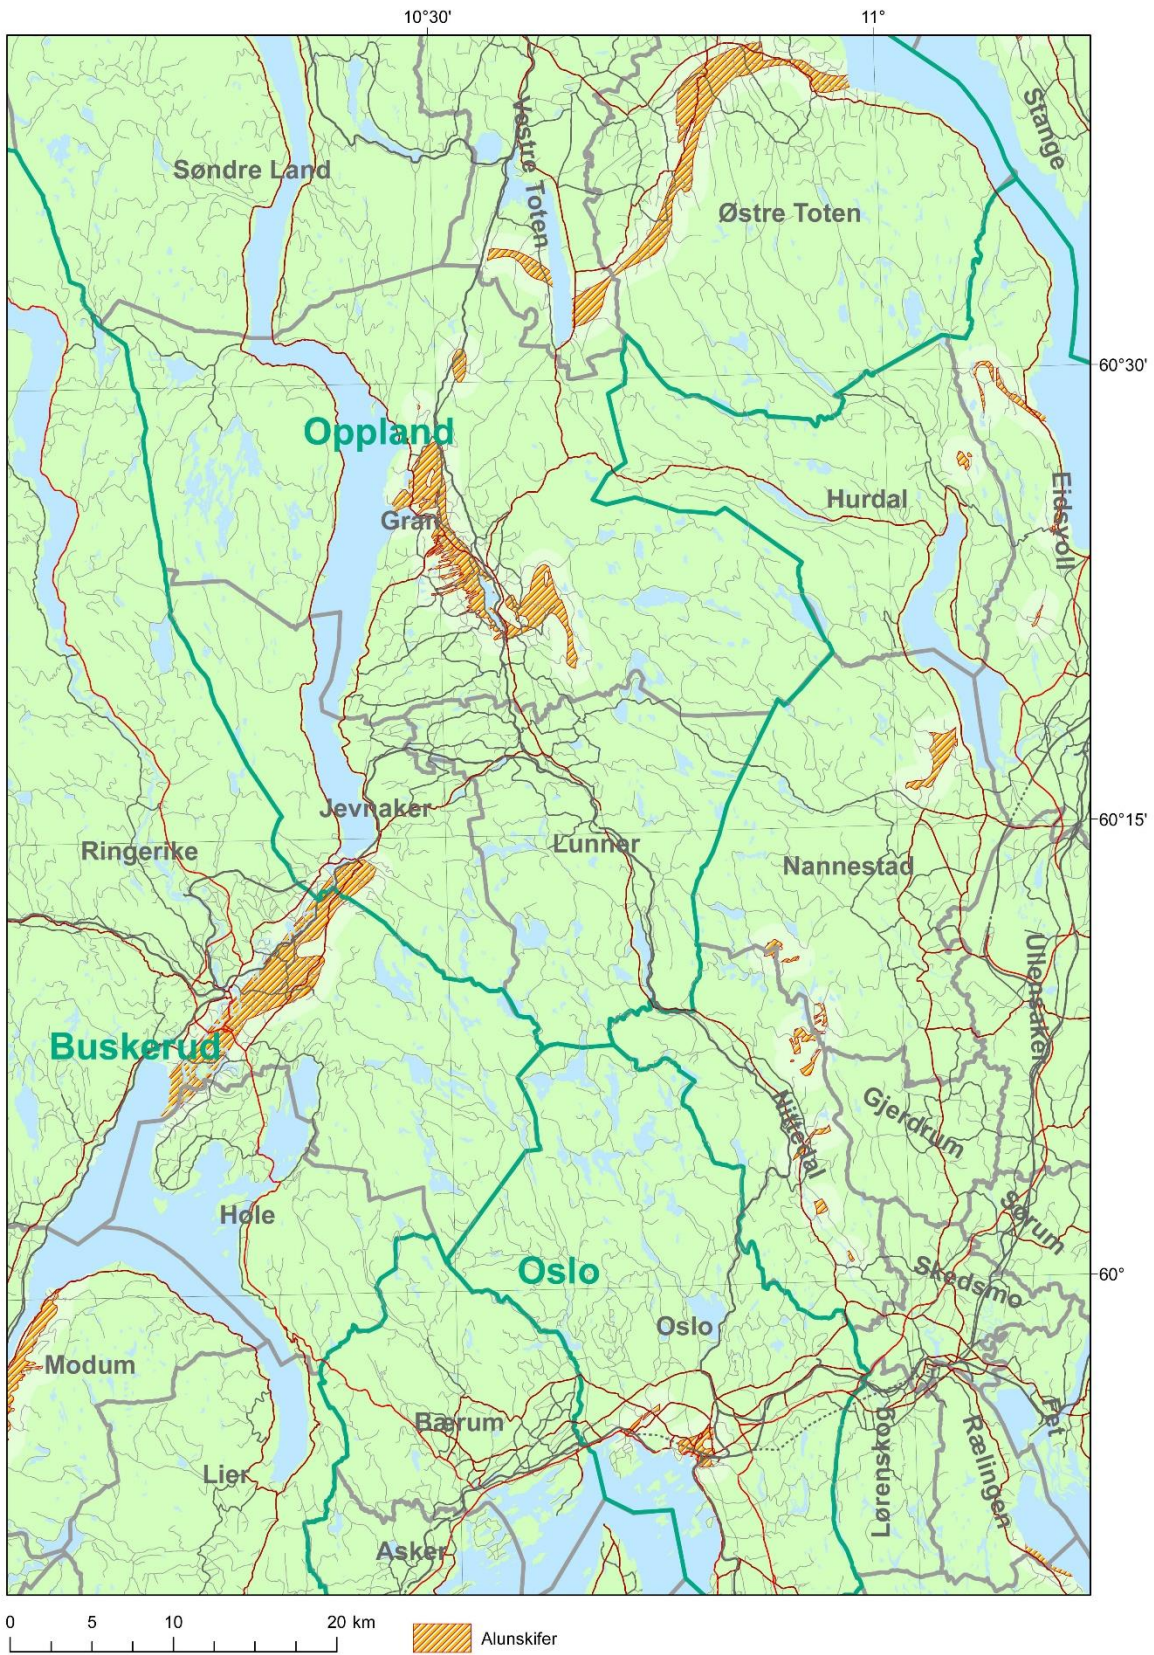 10°30'
11°
Stange
Vestre Toten
Søndre Land
Østre Toten
60°30'
Oppland
Eidsvoll
Hurdal
Gran
Jevnaker
60°15'
Lunner
Ringerike
Nannestad
Ullensaker
Buskerud
Nittedal
Gjerdrum
Hole
Sørum
Oslo
60°
Skedsmo
Oslo
Modum
Bærum
Fet
Lørenskog
Rælingen
Lier
Asker
0 5 10 20 km
Alunskifer